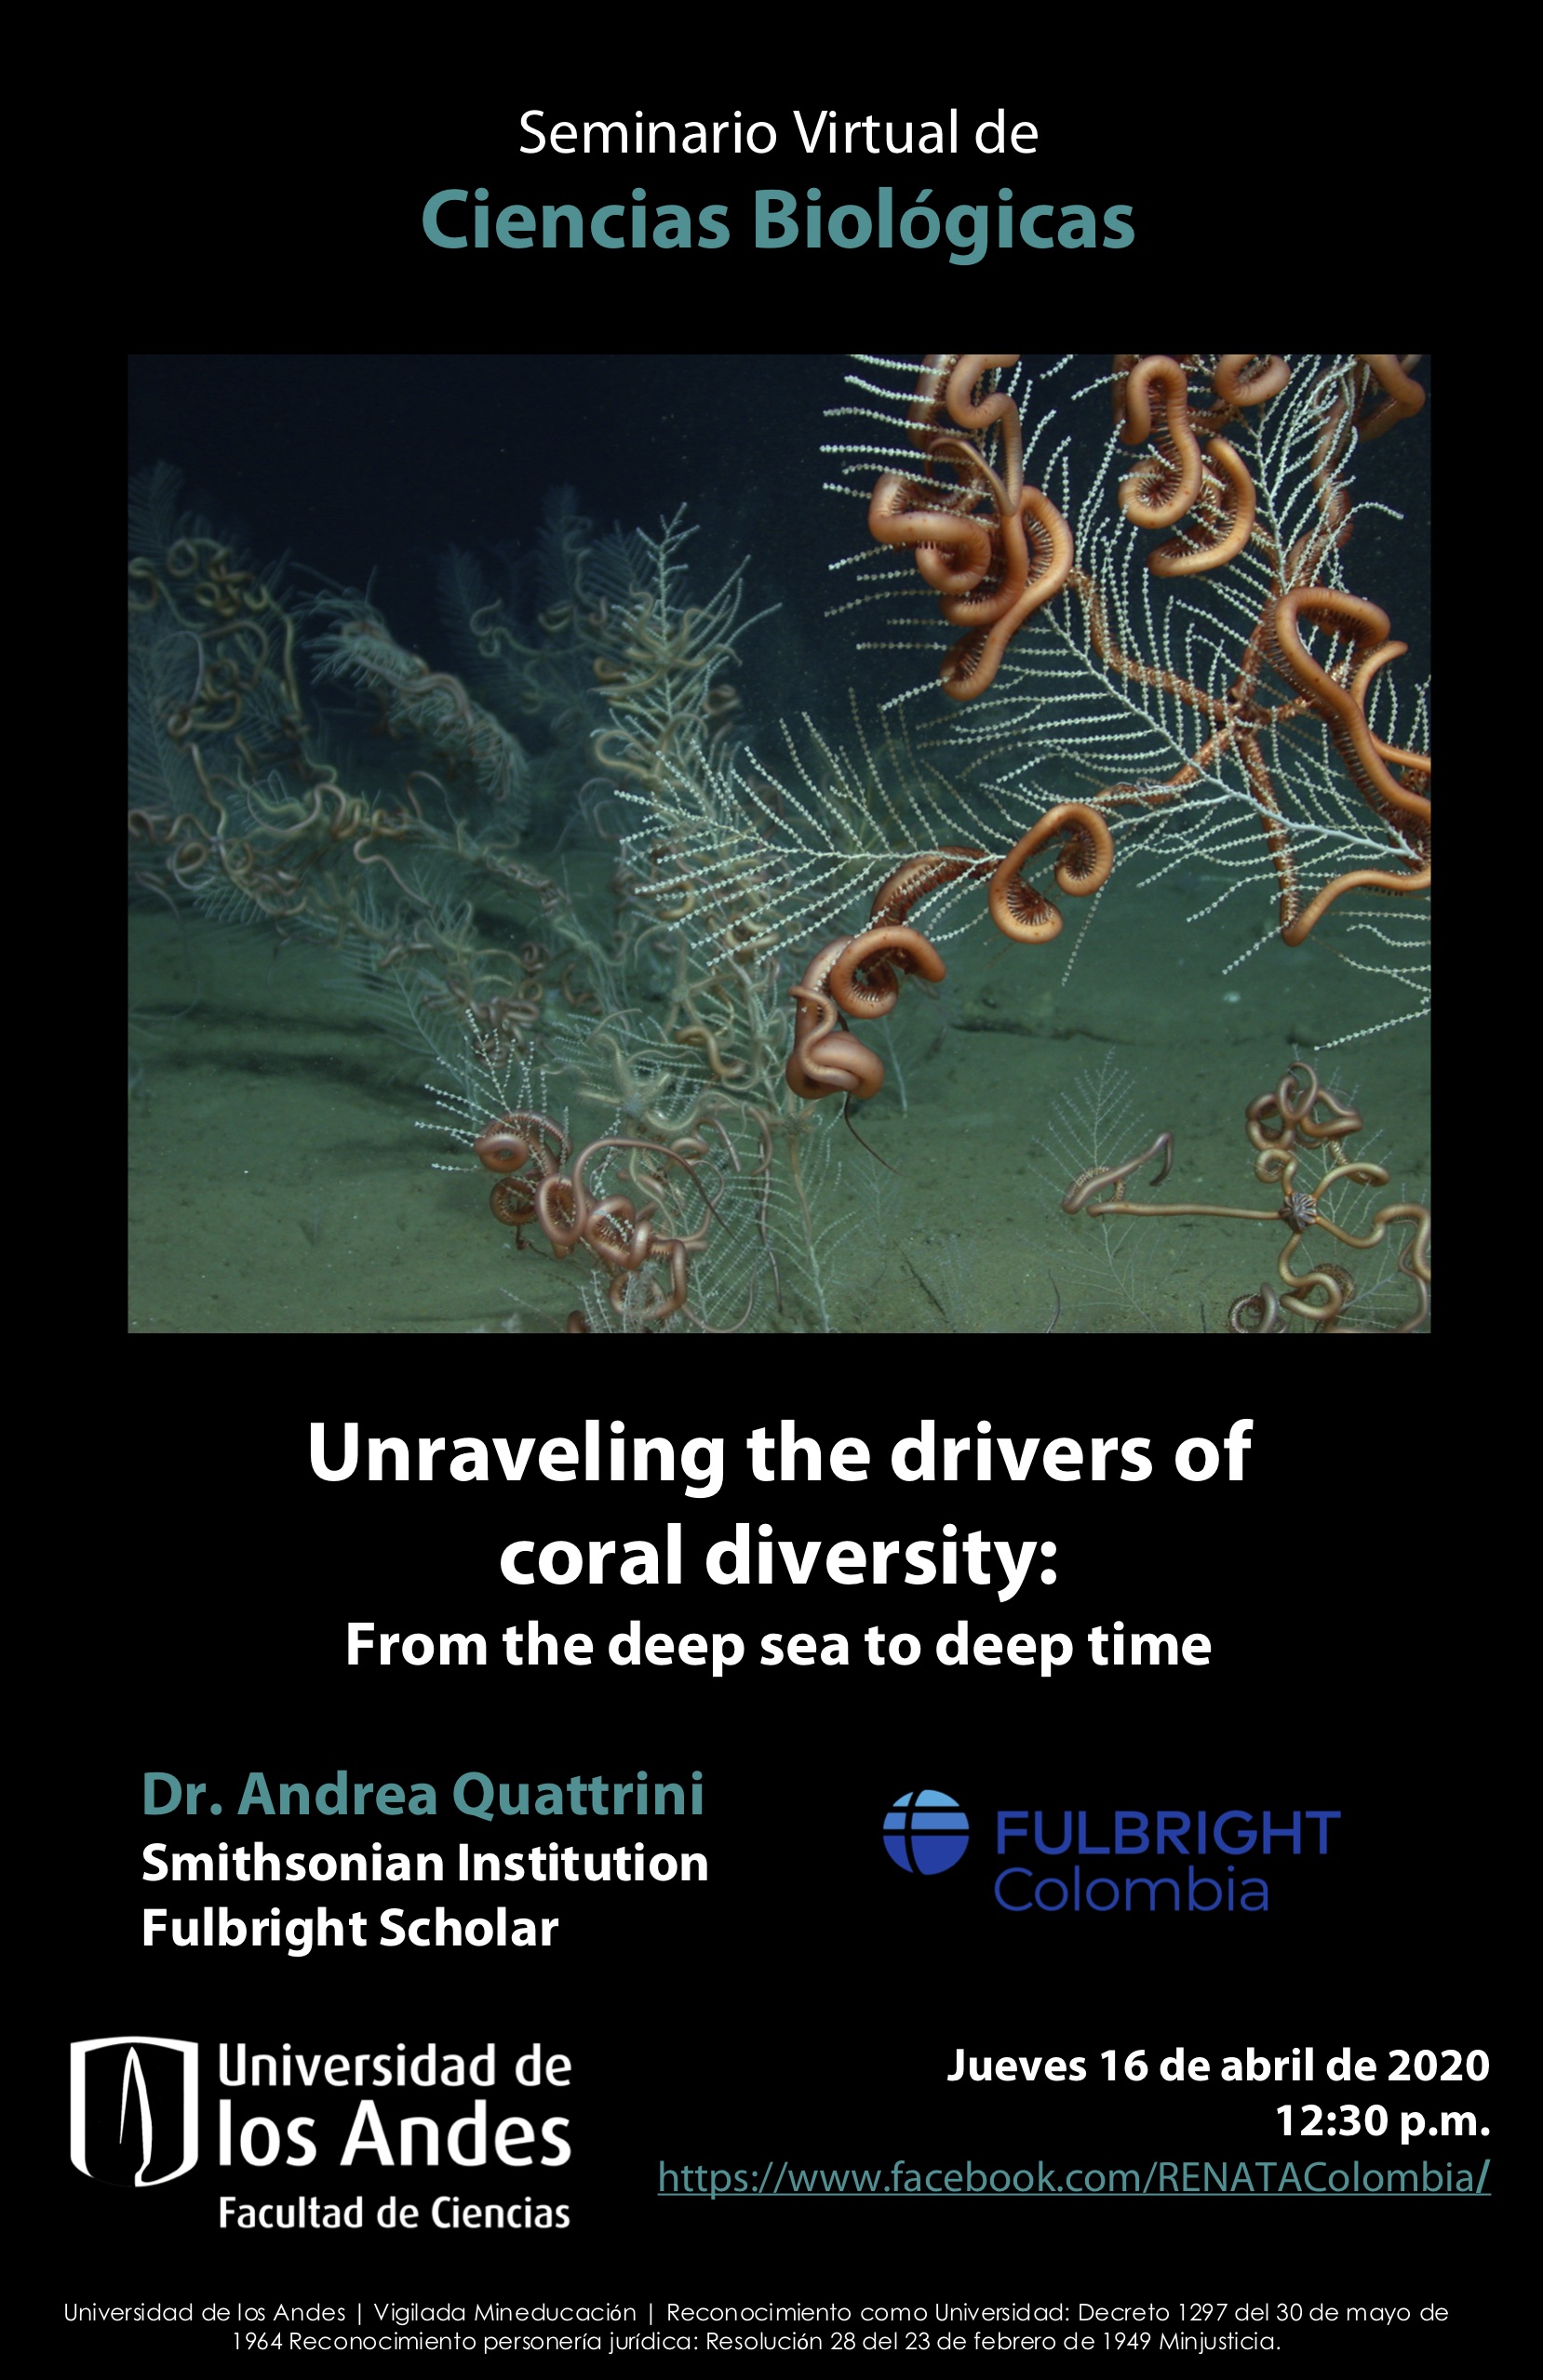 Seminario Virtual de
Ciencias Biológicas
Unraveling the drivers of
coral diversity:
From the deep sea to deep time
Dr. Andrea Quattrini
Smithsonian Institution
Fulbright Scholar
FULBRIGHT
Colombia
Universidad de
los Andes
Facultad de Ciencias
Jueves 16 de abril de 2020
12:30 p.m.
https://www.facebook.com/RENATAColombia/
Universidad de los Andes | Vigilada Mineducación | Reconocimiento como Universidad: Decreto 1297 del 30 de mayo de
1964 Reconocimiento personería jurídica: Resolución 28 del 23 de febrero de 1949 Minjusticia.